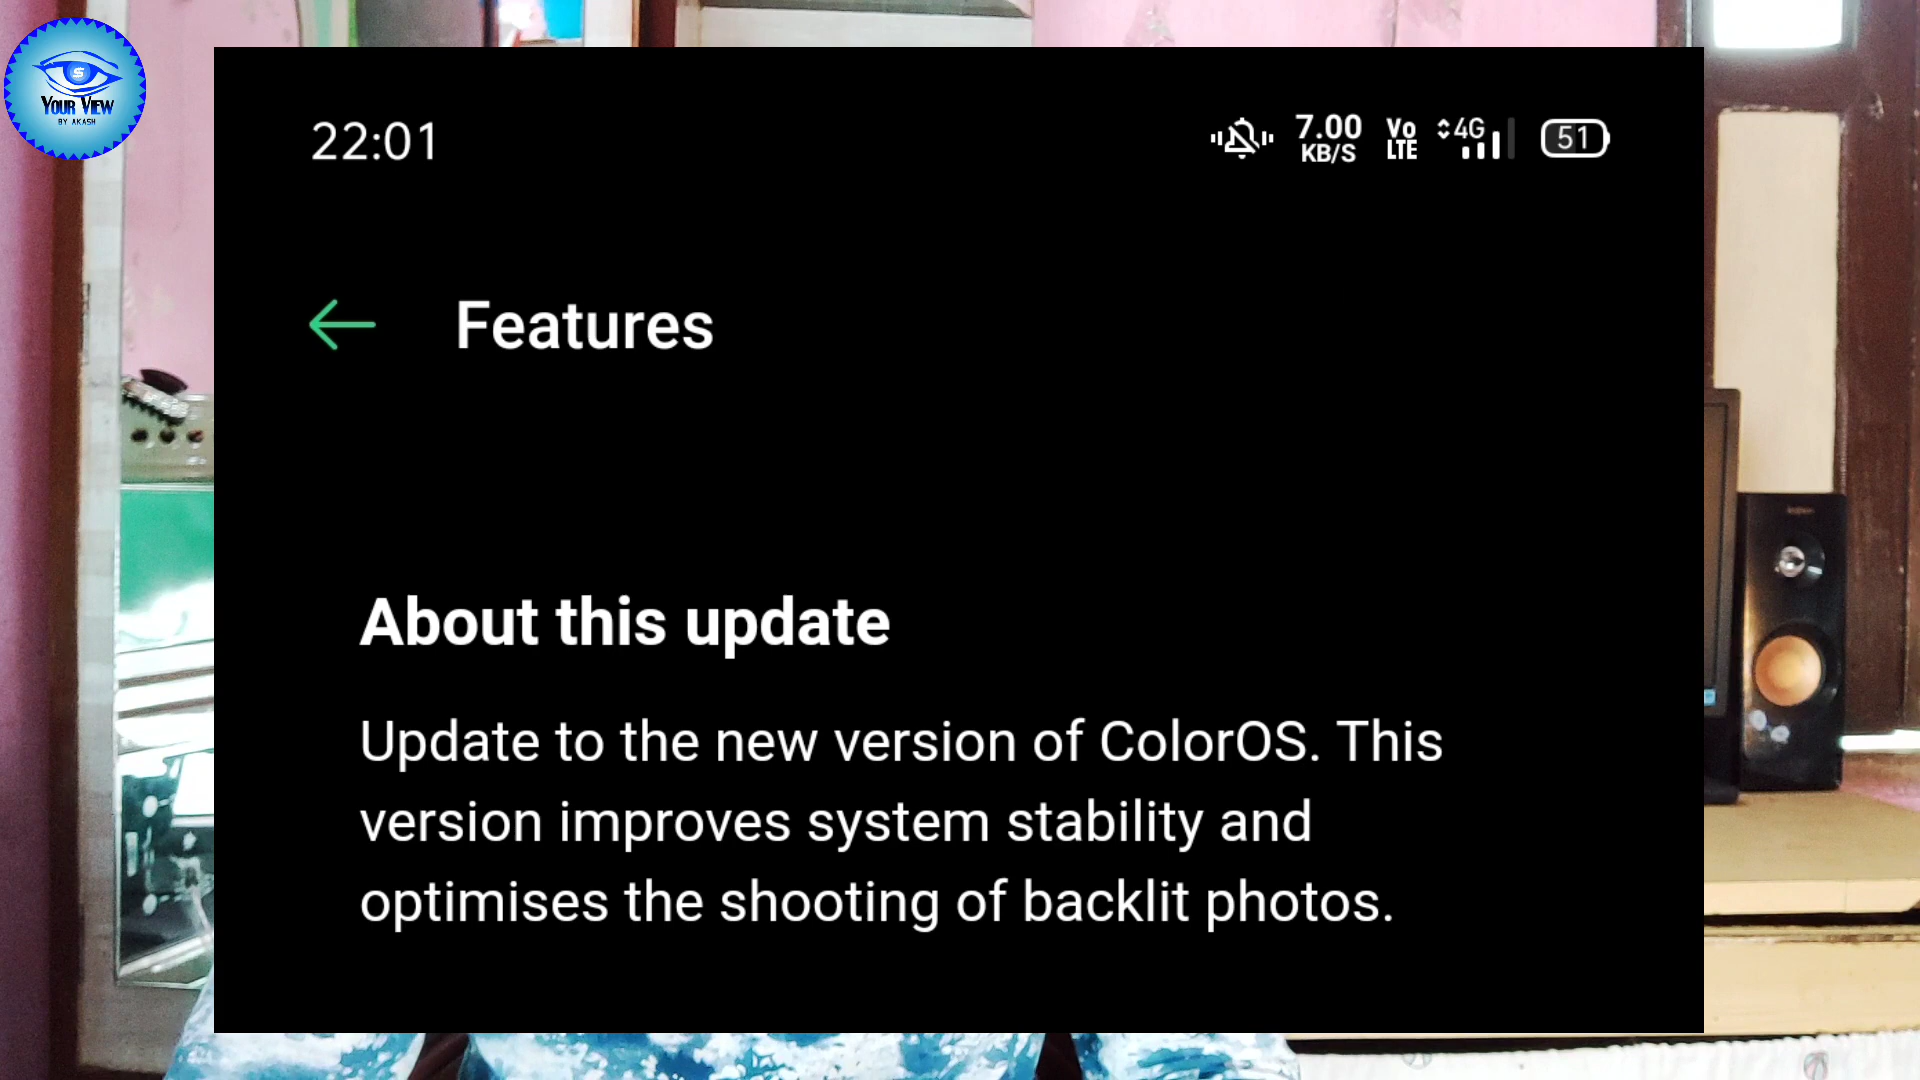 $
YOUR VIEW
BY AKASH
22:01
7.00
KB/S
Vo
LTE
4G
51
Features
About this update
Update to the new version of ColorOS. This
version improves system stability and
optimises the shooting of backlit photos.